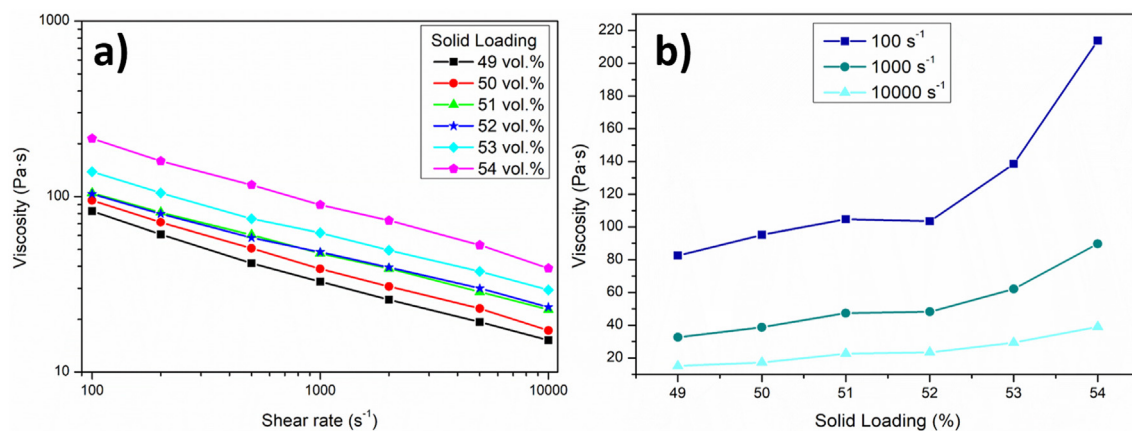 a)
1000
100
10
Viscosity (Pa·s)
Solid Loading
49 vol.%
50 vol.%
51 vol.%
52 vol.%
53 vol.%
54 vol.%
100
1000
10000
Shear rate (s⁻¹)
b)
220
200
180
160
140
120
100
80
60
40
20
Viscosity (Pa·s)
100 s⁻¹
1000 s⁻¹
10000 s⁻¹
49
50
51
52
53
54
Solid Loading (%)